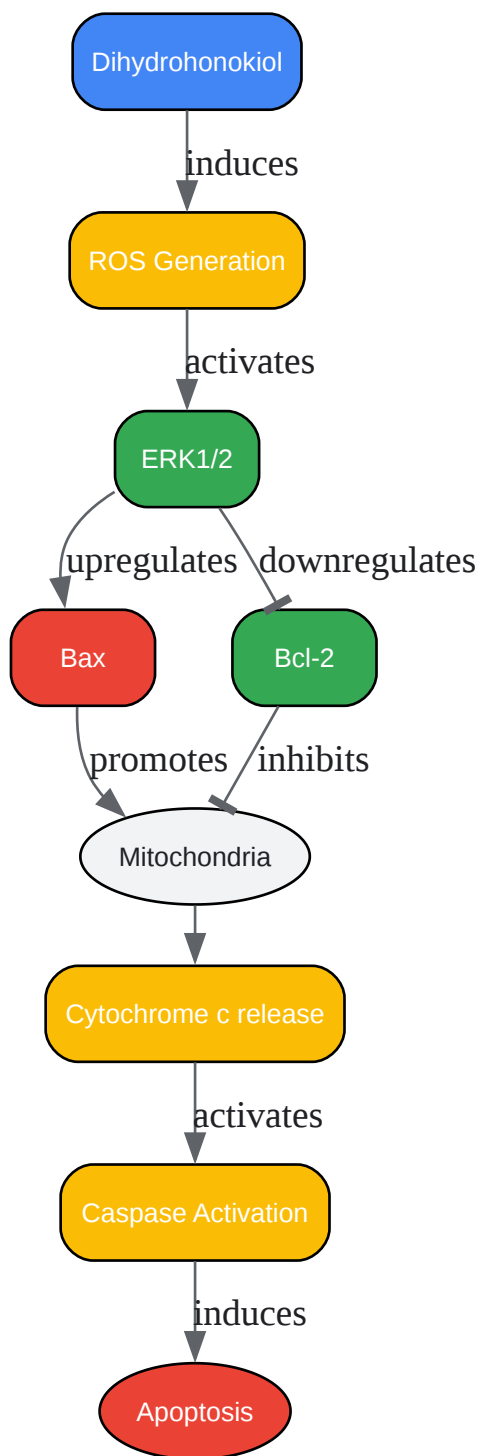 Dihydrohonokiol
induces
ROS Generation
activates
ERK1/2
upregulates
downregulates
Bax
Bcl-2
promotes
inhibits
Mitochondria
Cytochrome c release
activates
Caspase Activation
induces
Apoptosis